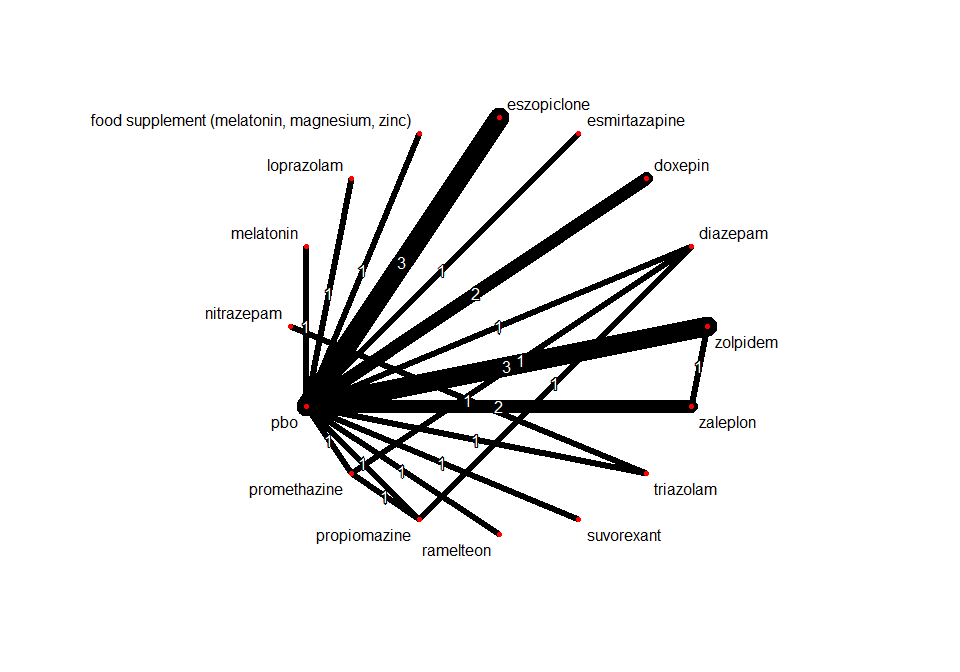 eszopiclone
food supplement (melatonin, magnesium, zinc)
esmirtazapine
loprazolam
doxepin
melatonin
diazepam
1
1
3
1
1
2
nitrazepam
1
1
zolpidem
1
3
1
1
1
2
pbo
zaleplon
1
1
1
1
1
promethazine
triazolam
1
propiomazine
suvorexant
ramelteon